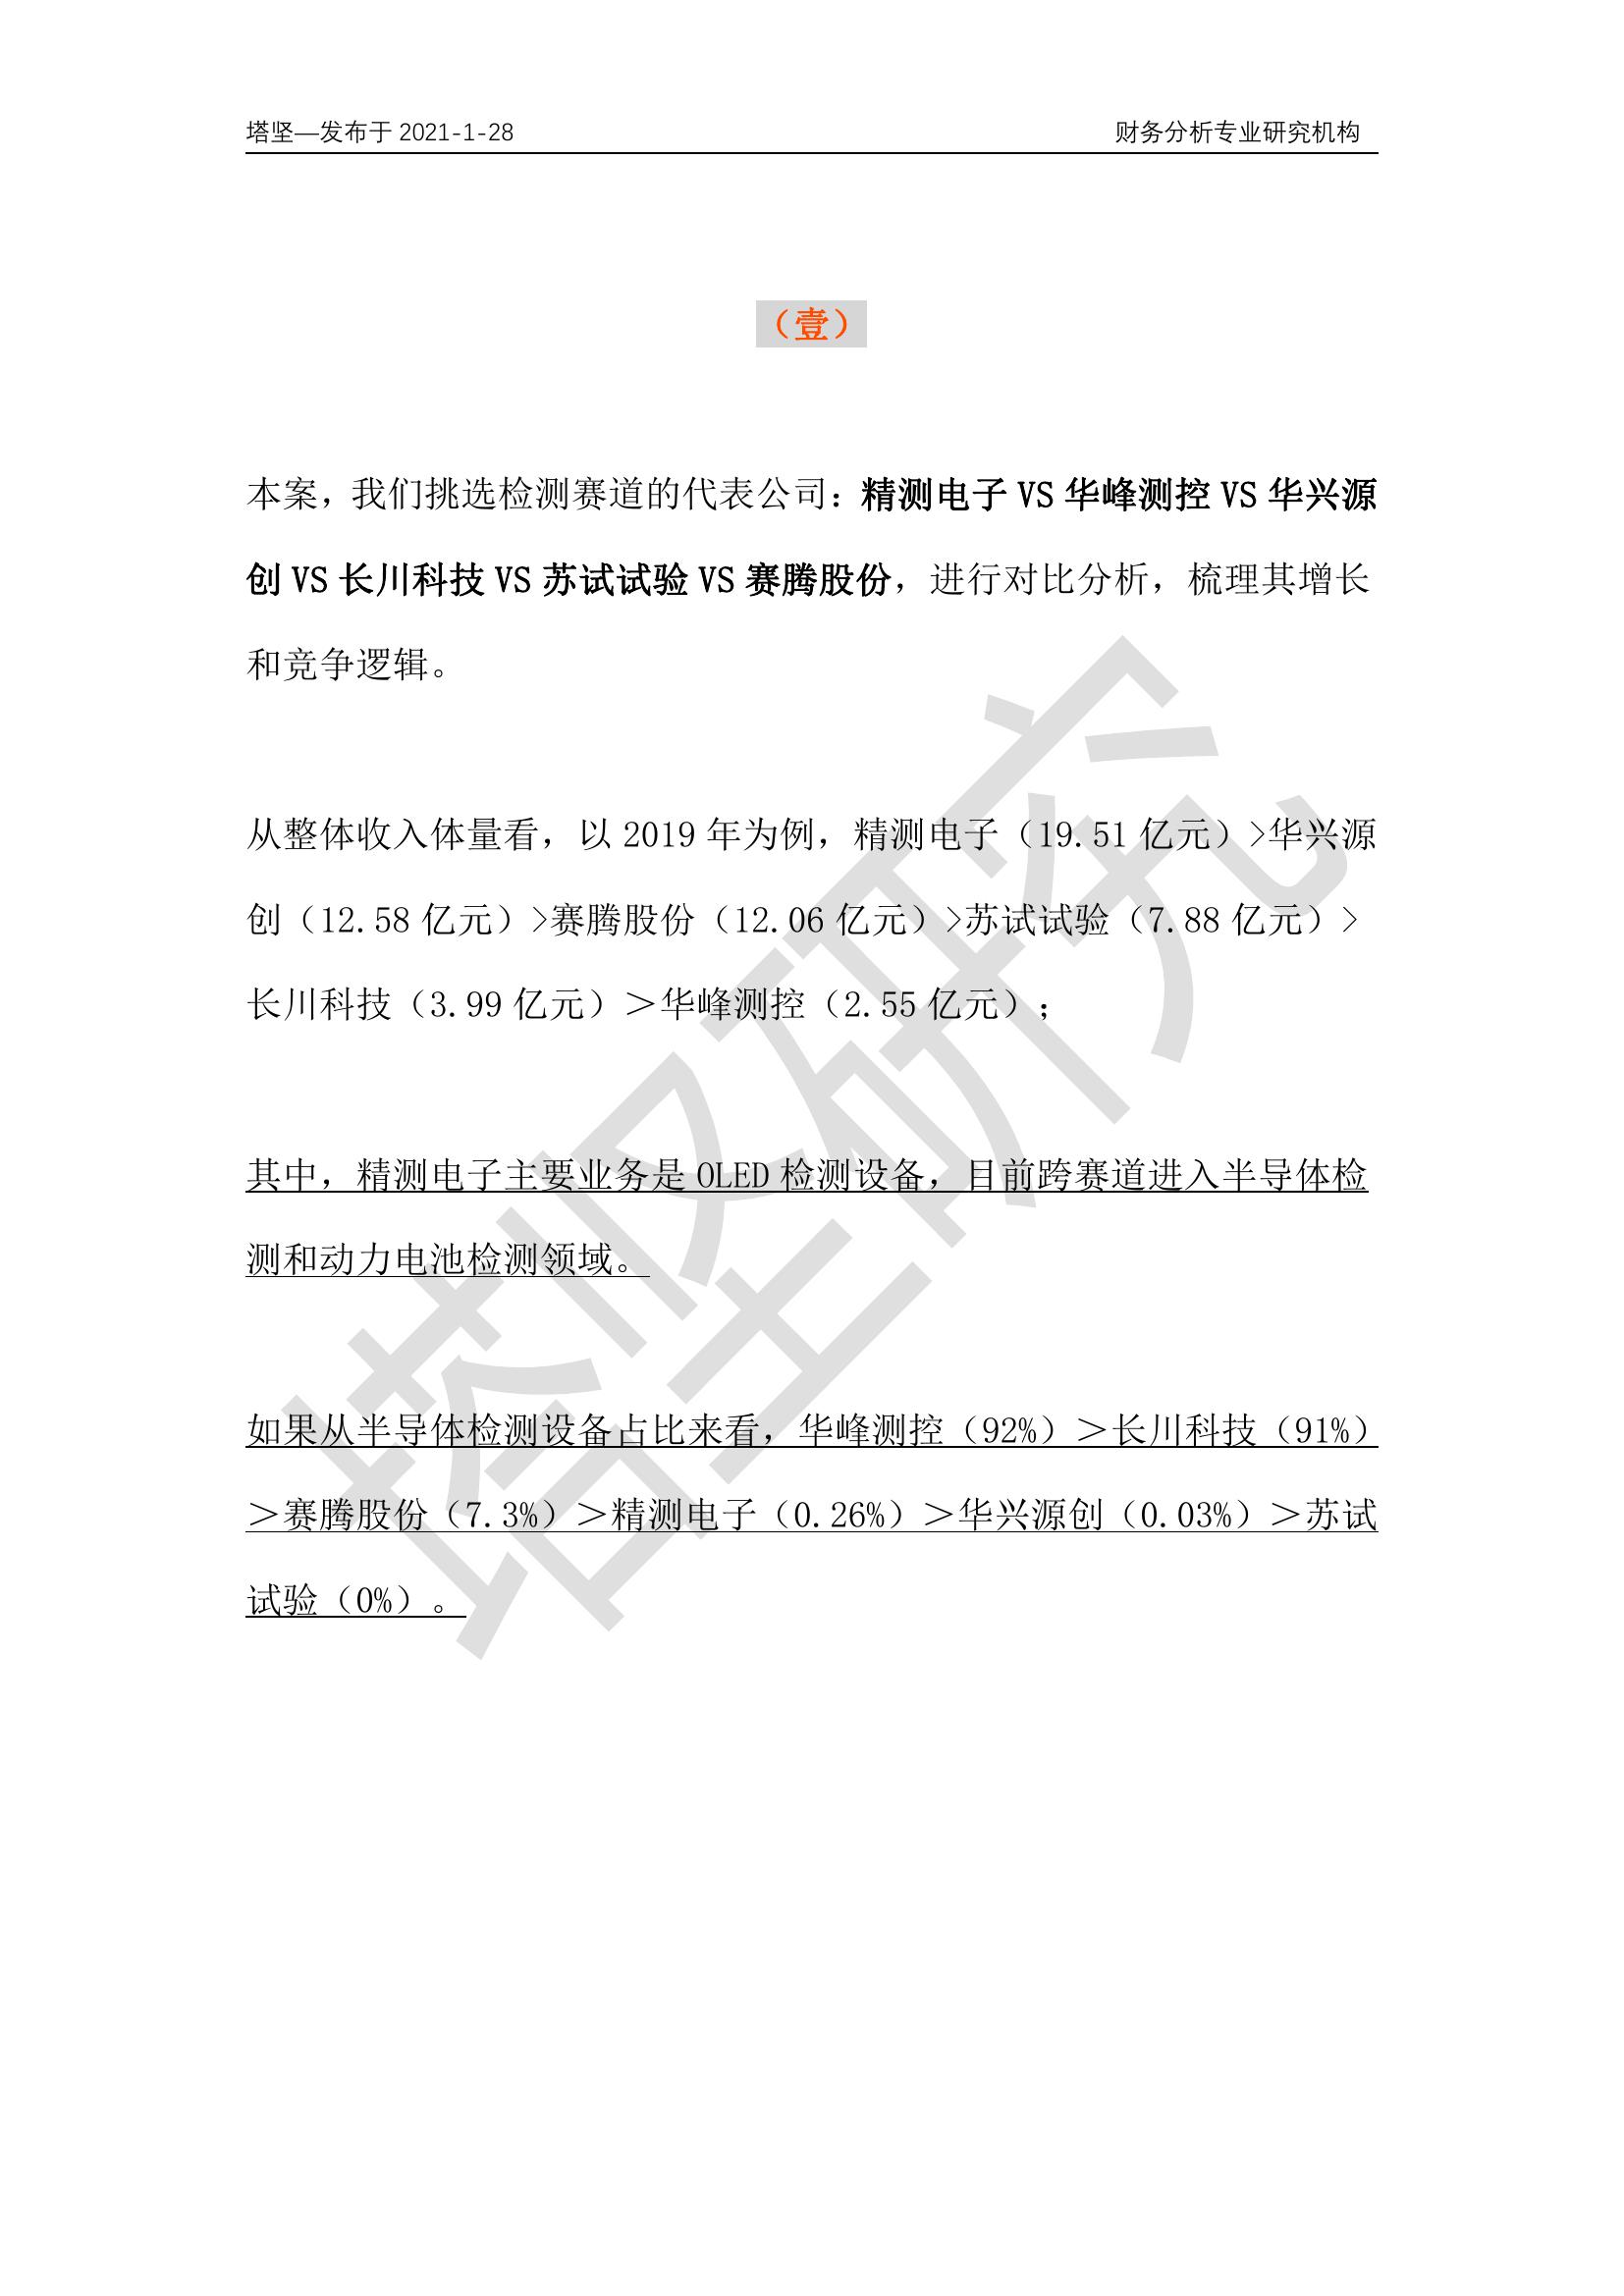 塔坚—发布于 2021-1-28 财务分析专业研究机构
（壹）
本案，我们挑选检测赛道的代表公司：精测电子 VS 华峰测控 VS 华兴源
创 VS 长川科技 VS 苏试试验 VS 赛腾股份，进行对比分析，梳理其增长
和竞争逻辑。
从整体收入体量看，以 2019 年为例，精测电子（19.51 亿元）>华兴源
创（12.58 亿元）>赛腾股份（12.06 亿元）>苏试试验（7.88 亿元）>
长川科技（3.99 亿元）＞华峰测控（2.55 亿元）；
其中，精测电子主要业务是 OLED 检测设备，目前跨赛道进入半导体检
测和动力电池检测领域。
如果从半导体检测设备占比来看，华峰测控（92%）＞长川科技（91%）
＞赛腾股份（7.3%）＞精测电子（0.26%）＞华兴源创（0.03%）＞苏试
试验（0%）。
塔坚研究